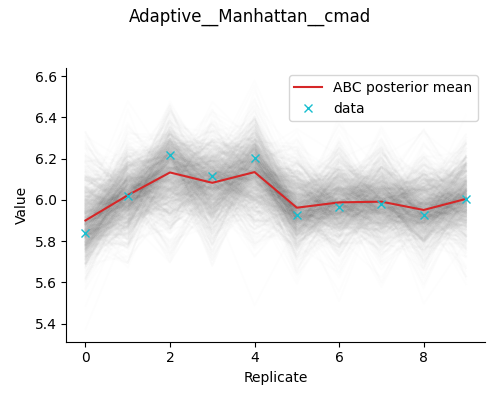 Adaptive__Manhattan__cmad
ABC posterior mean
data
6.6
6.4
6.2
6.0
5.8
5.6
5.4
Value
0
2
4
6
8
Replicate